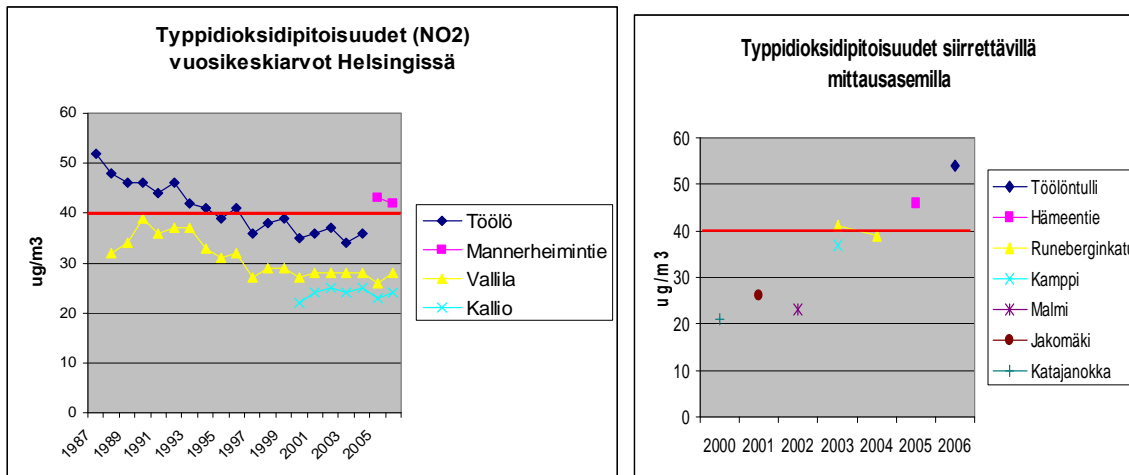 Typpidioksidipitoisuudet (NO2)
vuosikeskiarvot Helsingissä
60
50
40
30
20
10
0
ug/m3
1987
1989
1991
1993
1995
1997
1999
2001
2003
2005
Töölö
Mannerheimintie
Vallila
Kallio
Typpidioksidipitoisuudet siirrettävillä
mittausasemilla
60
50
40
30
20
10
0
ug/m3
2000 2001 2002 2003 2004 2005 2006
Töölöntulli
Hämeentie
Runeberginkatu
Kamppi
Malmi
Jakomäki
Katajanokka